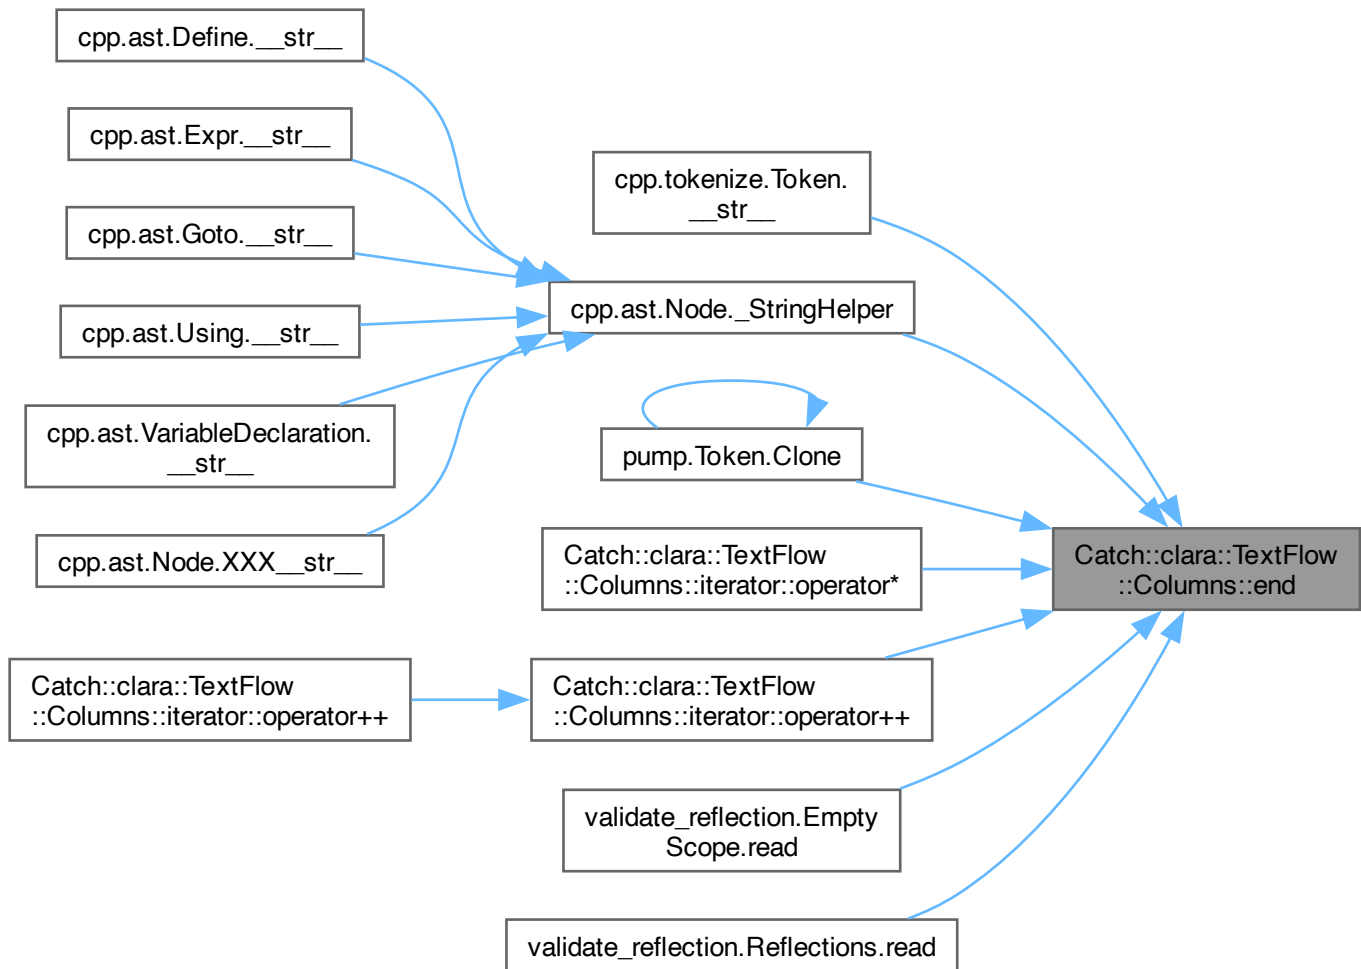 cpp.ast.Define.__str__
cpp.ast.Expr.__str__
cpp.ast.Goto.__str__
cpp.ast.Using.__str__
cpp.ast.VariableDeclaration.
__str__
cpp.ast.Node.XXX__str__
Catch::clara::TextFlow
::Columns::iterator::operator++
cpp.tokenize.Token.
__str__
cpp.ast.Node._StringHelper
pump.Token.Clone
Catch::clara::TextFlow
::Columns::iterator::operator*
Catch::clara::TextFlow
::Columns::iterator::operator++
validate_reflection.Empty
Scope.read
validate_reflection.Reflections.read
Catch::clara::TextFlow
::Columns::end